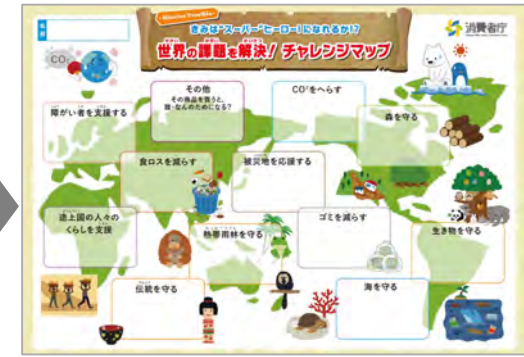 名前
きみは“スーパー”ヒーロー！になれるか!?
世界の課題を解決！チャレンジマップ
消費者庁
CO²
その他
その商品を買うと、
誰・なんのためになる？
CO²をへらす
障がい者を支援する
森を守る
食ロスを減らす
被災地を応援する
途上国の人々の
くらしを支援
熱帯雨林を守る
ゴミを減らす
生き物を守る
伝統を守る
海を守る